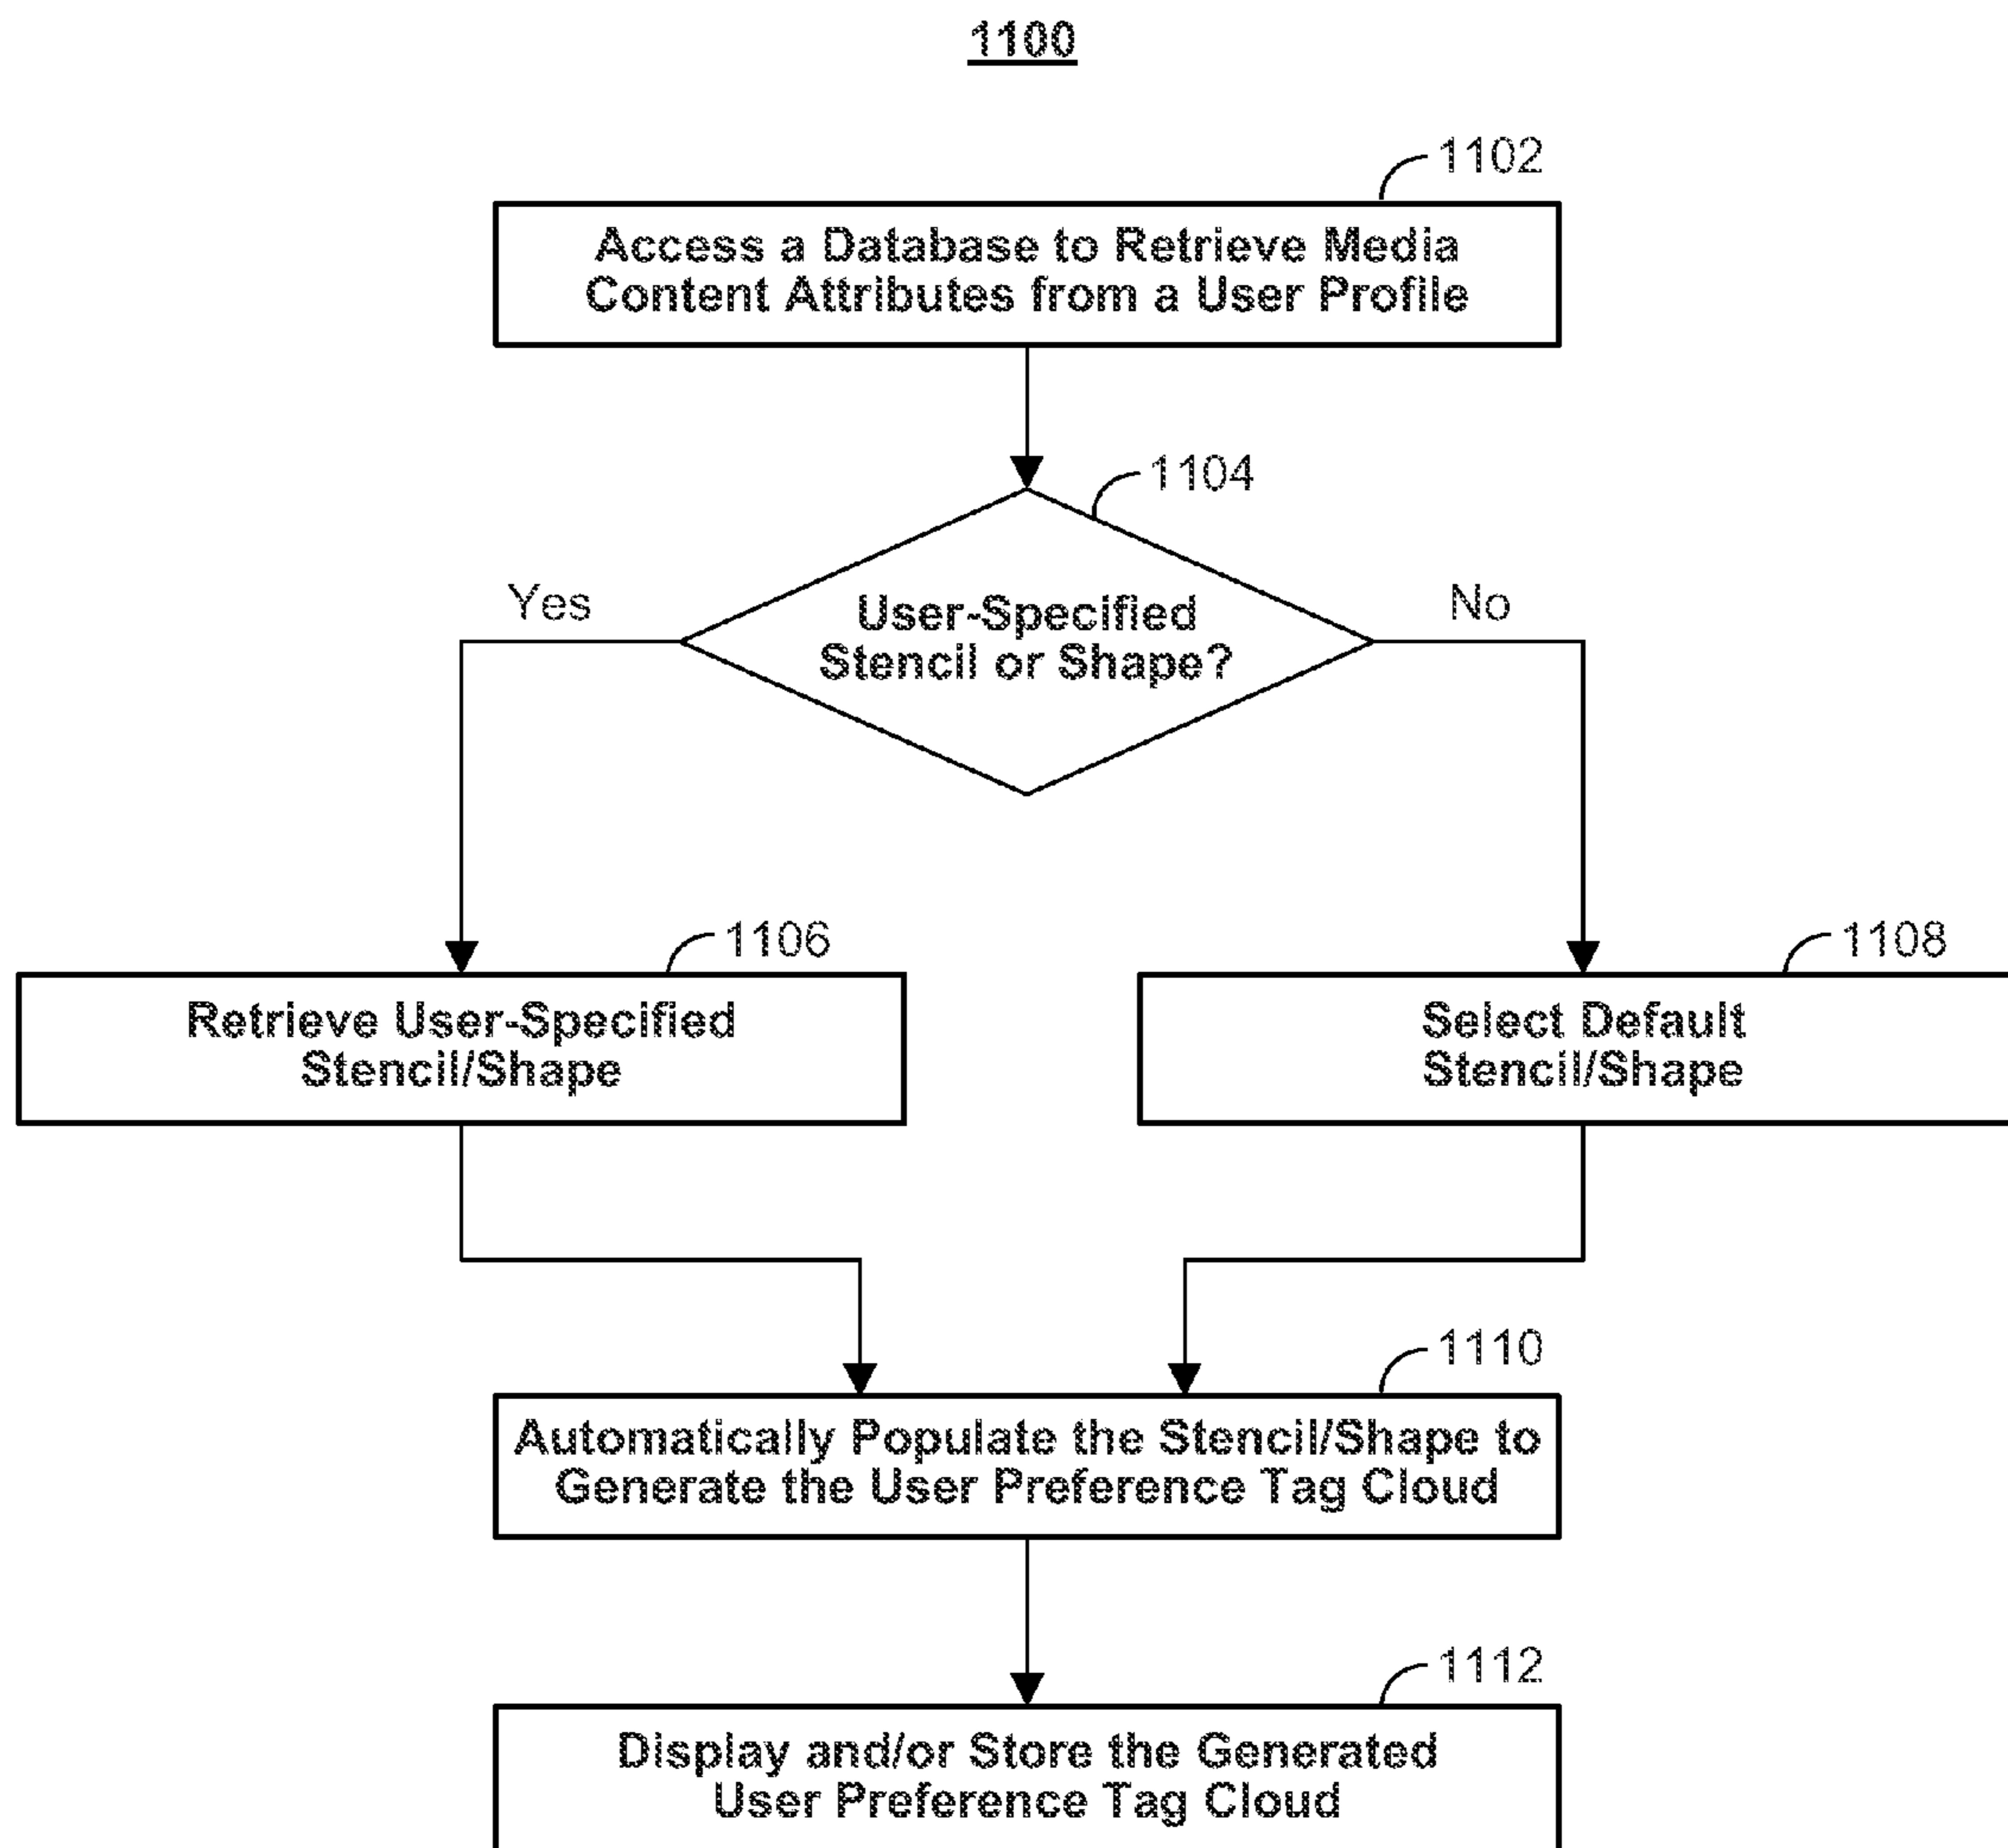 1100
1102
Access a Database to Retrieve Media
Content Attributes from a User Profile
1104
Yes
User-Specified
Stencil or Shape?
No
1106
Retrieve User-Specified
Stencil/Shape
1108
Select Default
Stencil/Shape
1110
Automatically Populate the Stencil/Shape to
Generate the User Preference Tag Cloud
1112
Display and/or Store the Generated
User Preference Tag Cloud